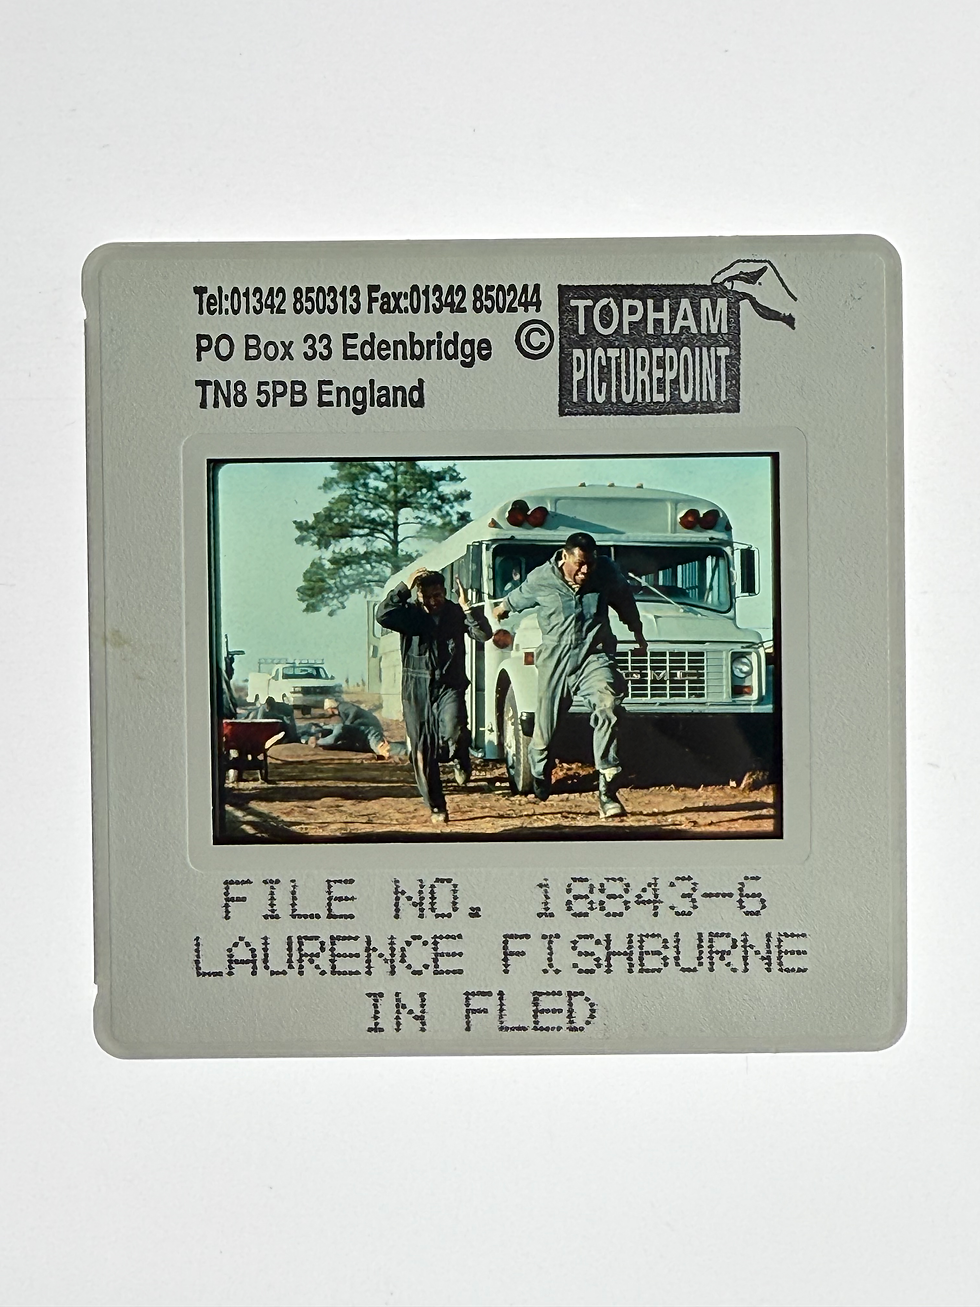 Tel:01342 850313 Fax:01342 850244
PO Box 33 Edenbridge
TN8 5PB England
©
TOPHAM
PICTUREPOINT
GMC
FILE NO. 18843-6
LAURENCE FISHBURNE
IN FLED